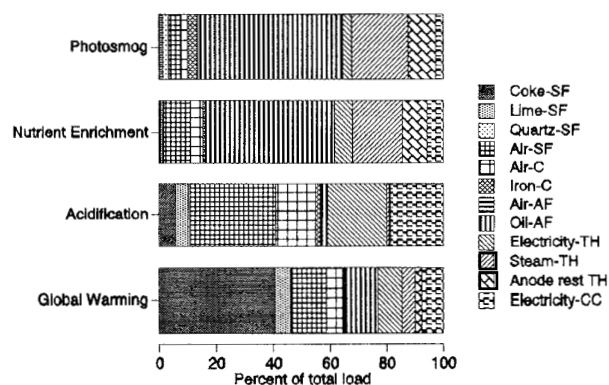 Photosmog
Nutrient Enrichment
Acidification
Global Warming
0 20 40 60 80 100
Percent of total load
Coke-SF
Lime-SF
Quartz-SF
Air-SF
Air-C
Iron-C
Air-AF
Oil-AF
Electricity-TH
Steam-TH
Anode rest TH
Electricity-CC